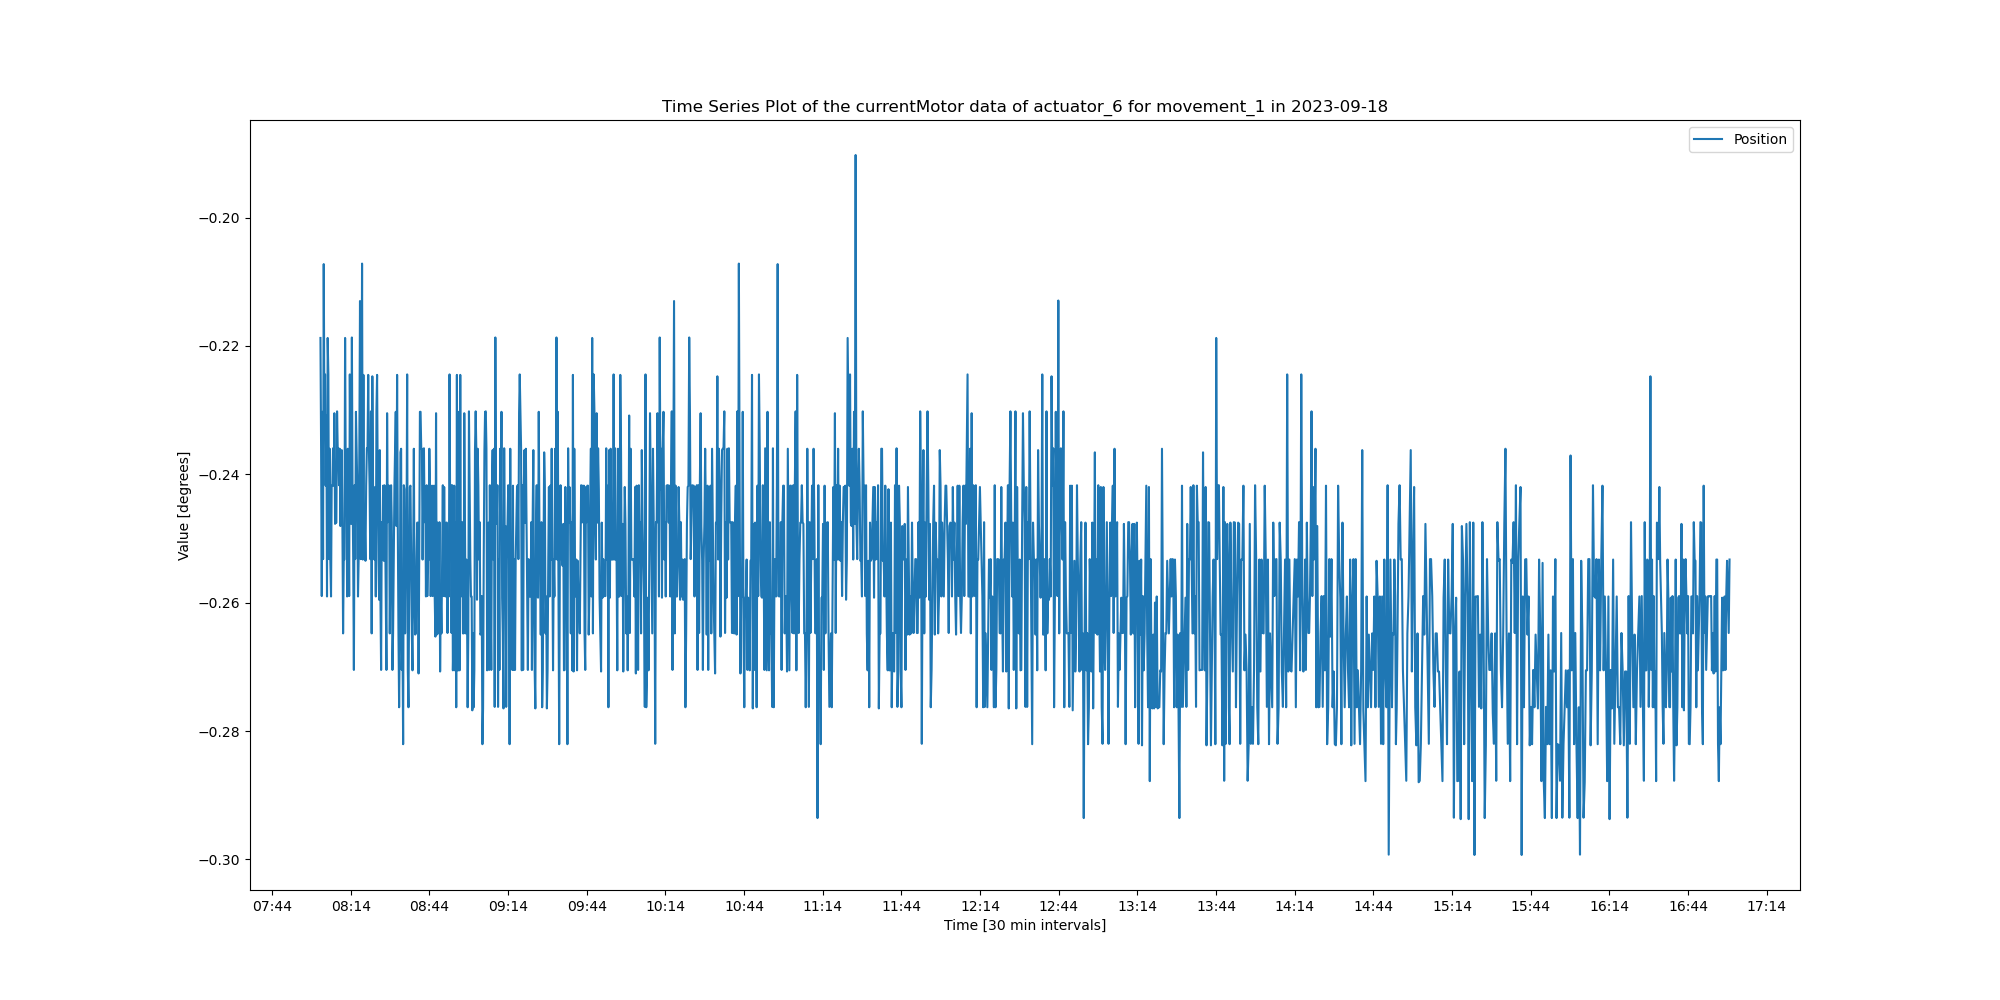 Time Series Plot of the currentMotor data of actuator_6 for movement_1 in 2023-09-18
Position
−0.20
−0.22
−0.24
−0.26
−0.28
−0.30
Value [degrees]
07:44 08:14 08:44 09:14 09:44 10:14 10:44 11:14 11:44 12:14 12:44 13:14 13:44 14:14 14:44 15:14 15:44 16:14 16:44 17:14
Time [30 min intervals]